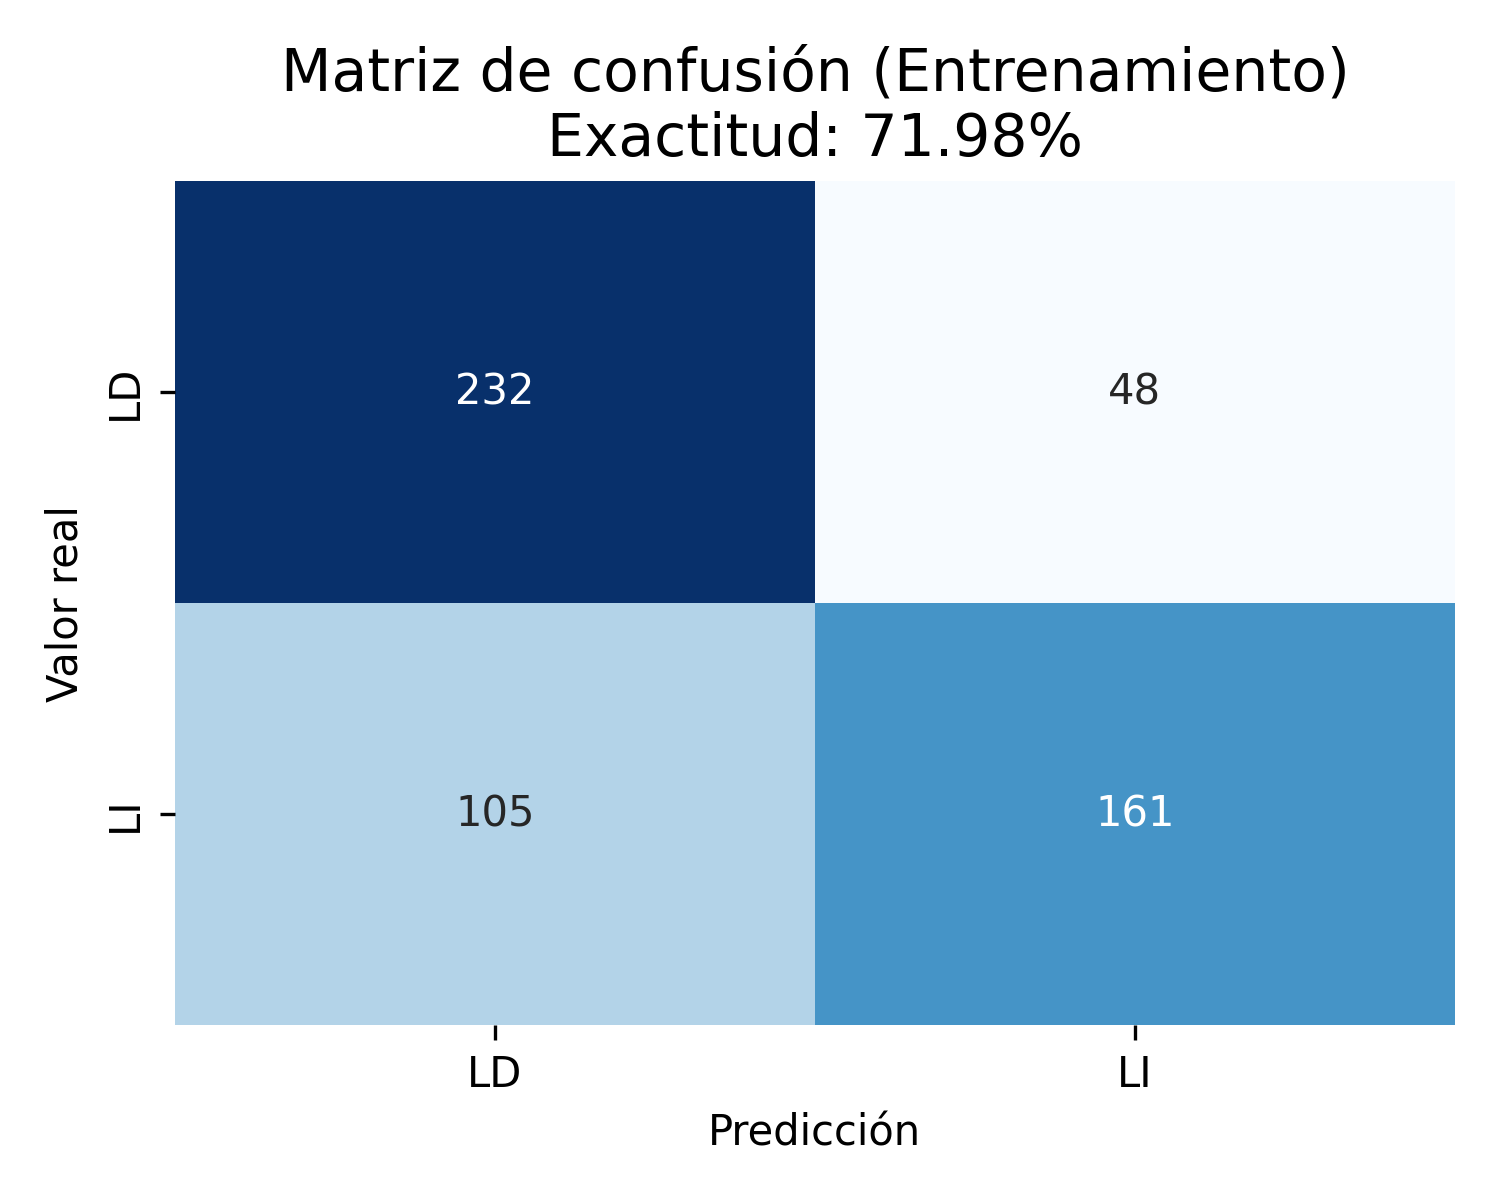 Matriz de confusión (Entrenamiento)
Exactitud: 71.98%
LD
232
48
Valor real
LI
105
161
LD
LI
Predicción